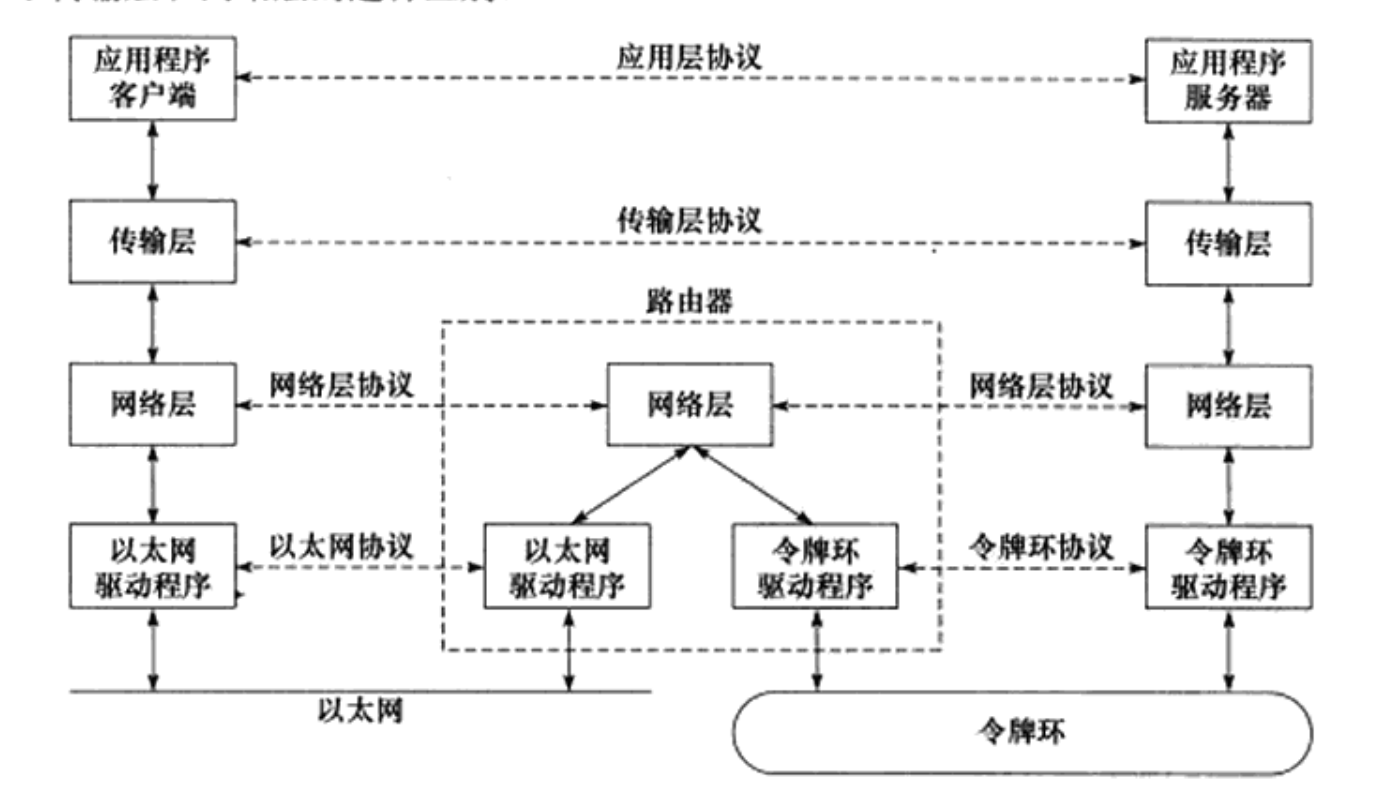 应用程序
客户端
应用层协议
应用程序
服务器
传输层
传输层协议
传输层
路由器
网络层
网络层协议
网络层
网络层协议
网络层
以太网
驱动程序
以太网协议
以太网
驱动程序
令牌环
驱动程序
令牌环协议
令牌环
驱动程序
以太网
令牌环